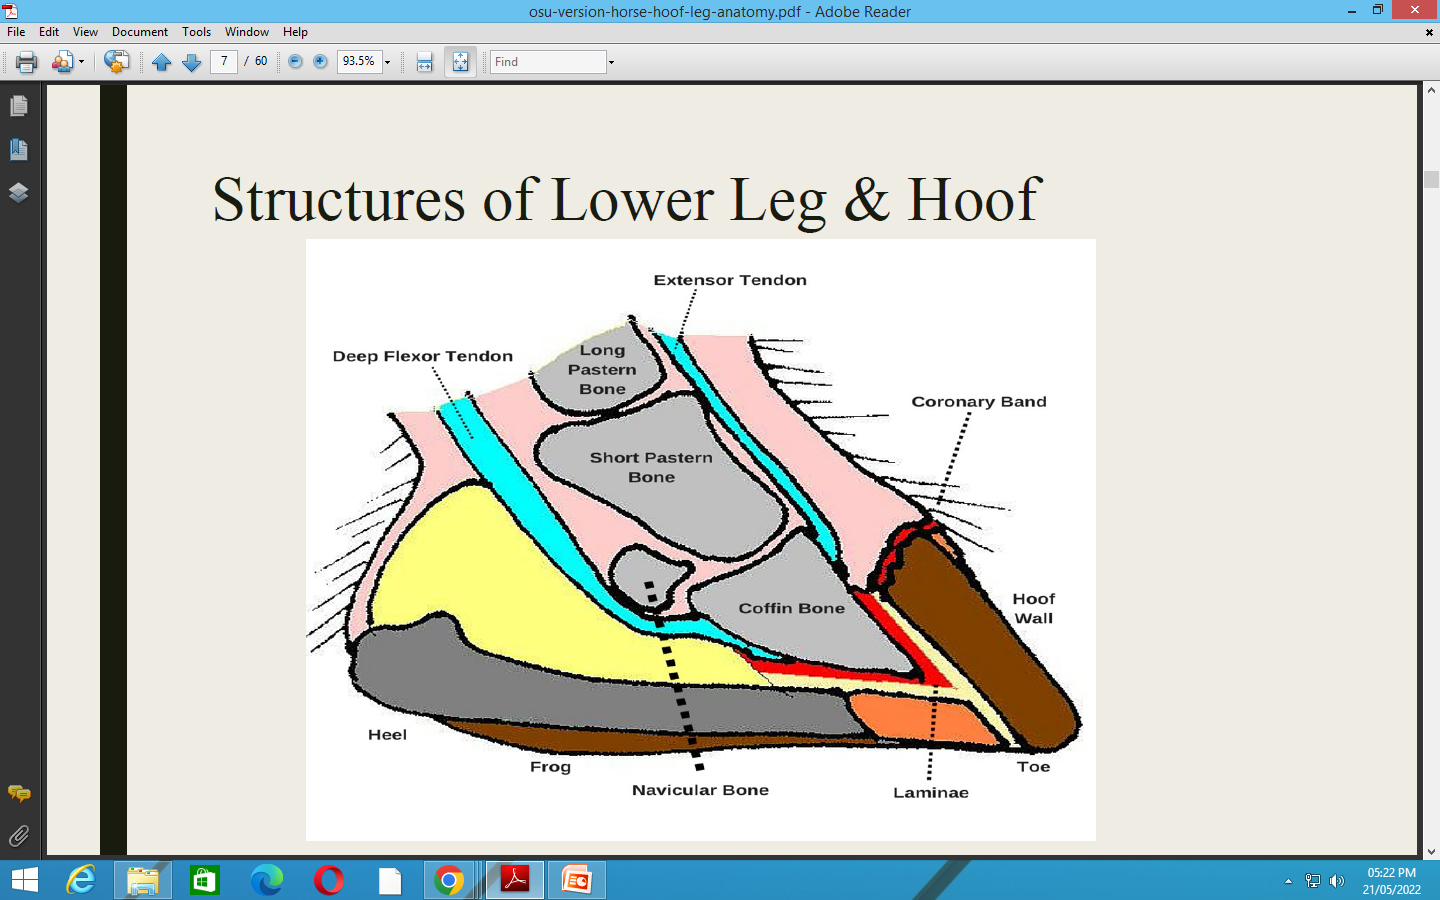 osu-version-horse-hoof-leg-anatomy.pdf - Adobe Reader
File Edit View Document Tools Window Help
7 / 60 93.5% Find
Structures of Lower Leg & Hoof
Extensor Tendon
Deep Flexor Tendon
Long
Pastern
Bone
Coronary Band
Short Pastern
Bone
Coffin Bone
Hoof
Wall
Heel
Frog
Toe
Navicular Bone
Laminae
05:22 PM
21/05/2022